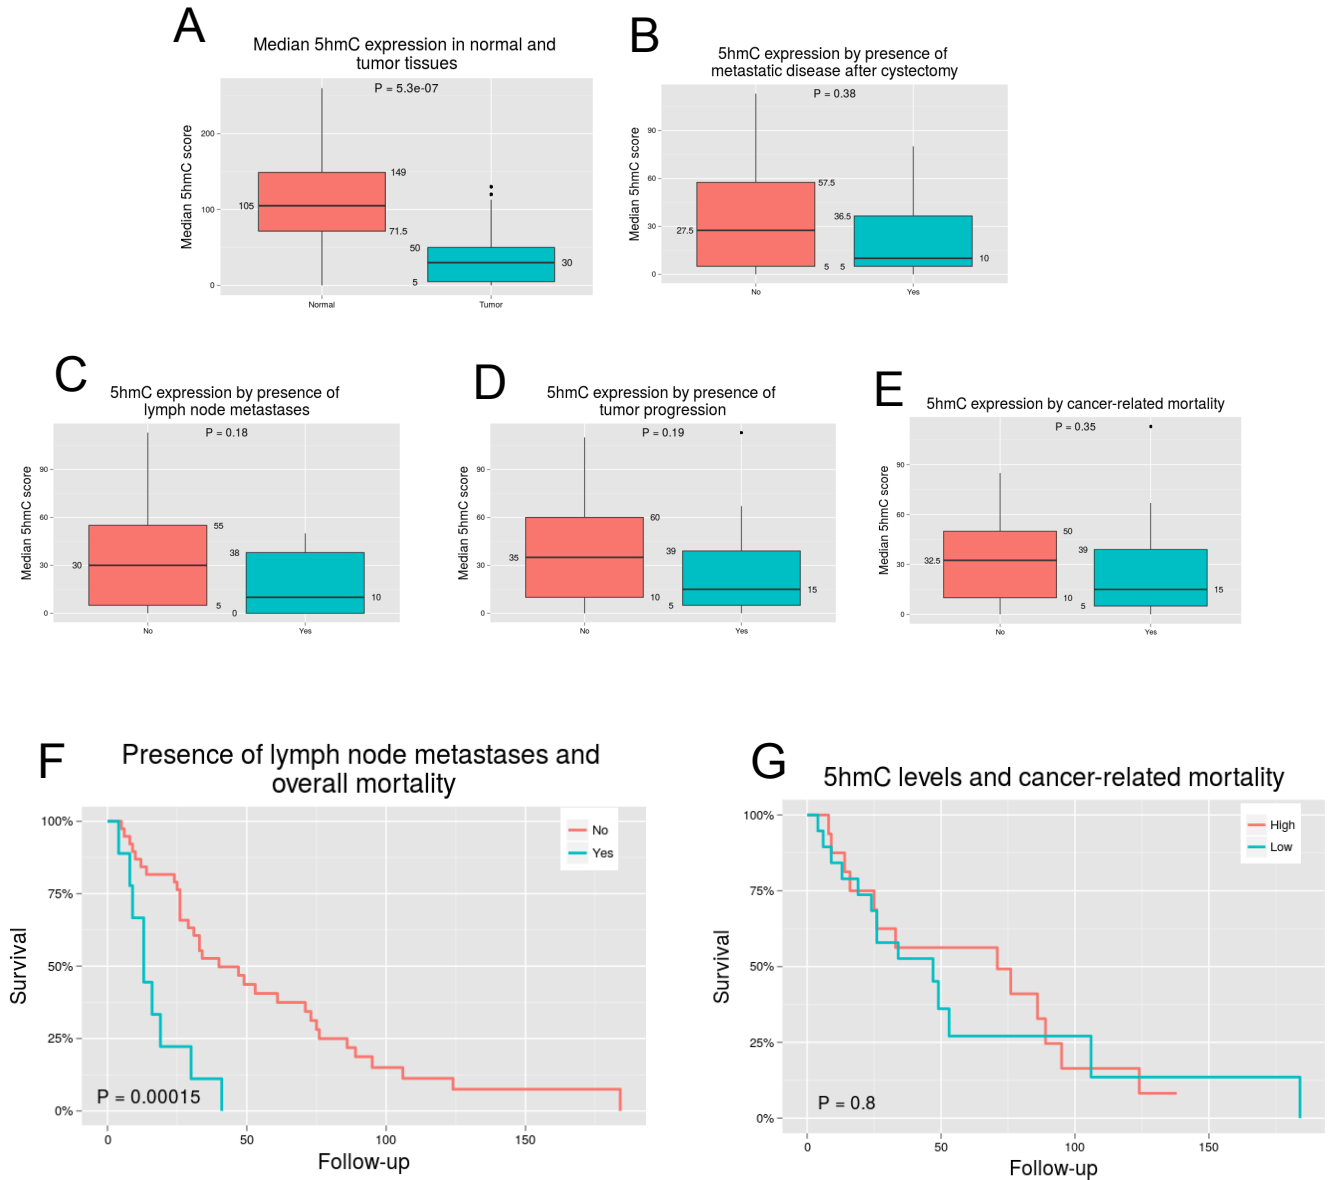 A
Median 5hmC expression in normal and
tumor tissues
P = 5.3e-07
Median 5hmC score
200
100
0
105
149
71.5
50
5
30
Normal
Tumor
B
5hmC expression by presence of
metastatic disease after cystectomy
P = 0.38
Median 5hmC score
90
60
30
0
27.5
57.5
5
36.5
5
10
No
Yes
C
5hmC expression by presence of
lymph node metastases
P = 0.18
Median 5hmC score
90
60
30
0
30
55
5
38
0
10
No
Yes
D
5hmC expression by presence of
tumor progression
P = 0.19
Median 5hmC score
90
60
30
0
35
60
10
39
5
15
No
Yes
E
5hmC expression by cancer-related mortality
P = 0.35
Median 5hmC score
90
60
30
0
32.5
50
10
39
5
15
No
Yes
F
Presence of lymph node metastases and
overall mortality
No
Yes
Survival
100%
75%
50%
25%
0%
P = 0.00015
0
50
100
150
Follow-up
G
5hmC levels and cancer-related mortality
High
Low
Survival
100%
75%
50%
25%
0%
P = 0.8
0
50
100
150
Follow-up